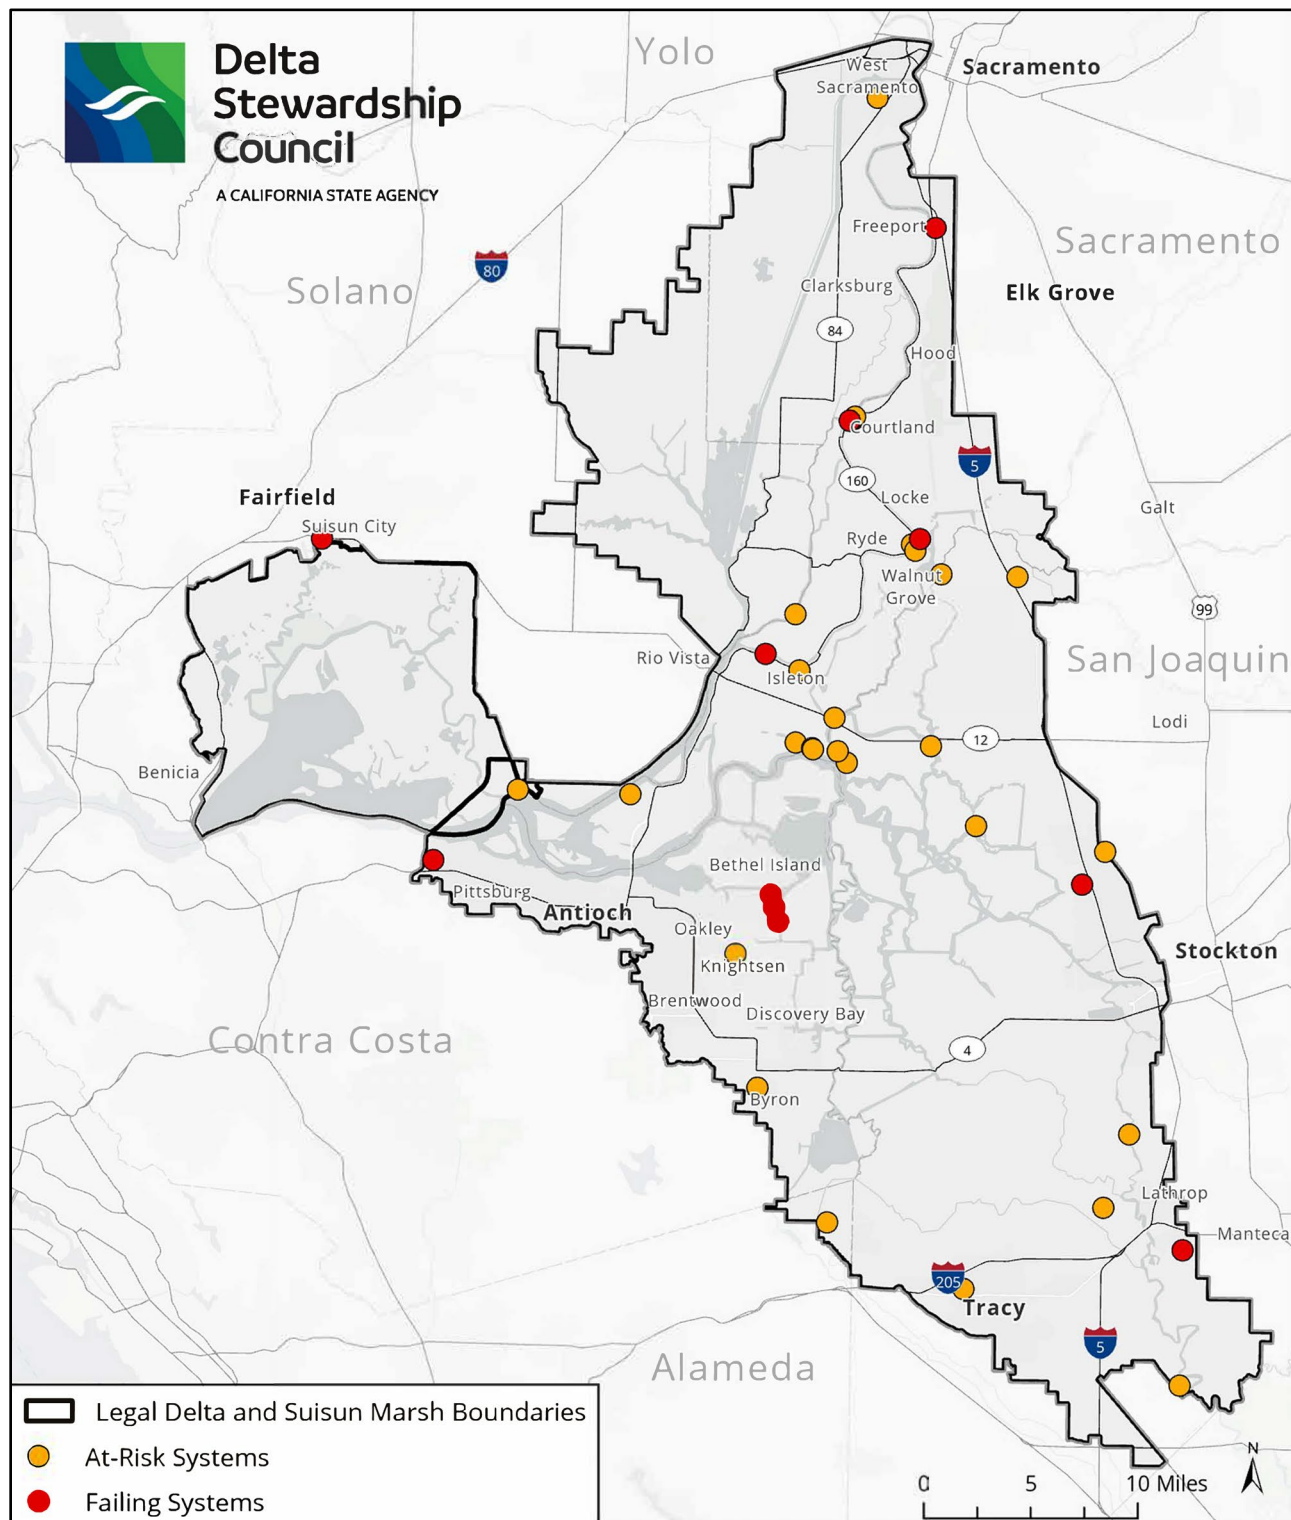 Delta
Stewardship
Council
A CALIFORNIA STATE AGENCY
Yolo
West
Sacramento
Sacramento
Freeport
Sacramento
80
Solano
Clarksburg
Elk Grove
84
Hood
Courtland
5
160
Fairfield
Locke
Galt
Suisun City
Ryde
Walnut
Grove
99
Rio Vista
San Joaquin
Isleton
Lodi
12
Benicia
Bethel Island
Pittsburg
Antioch
Oakley
Stockton
Knightsen
Brentwood
Discovery Bay
Contra Costa
4
Byron
Lathrop
Manteca
205
Tracy
5
Alameda
Legal Delta and Suisun Marsh Boundaries
At-Risk Systems
Failing Systems
N
0 5 10 Miles